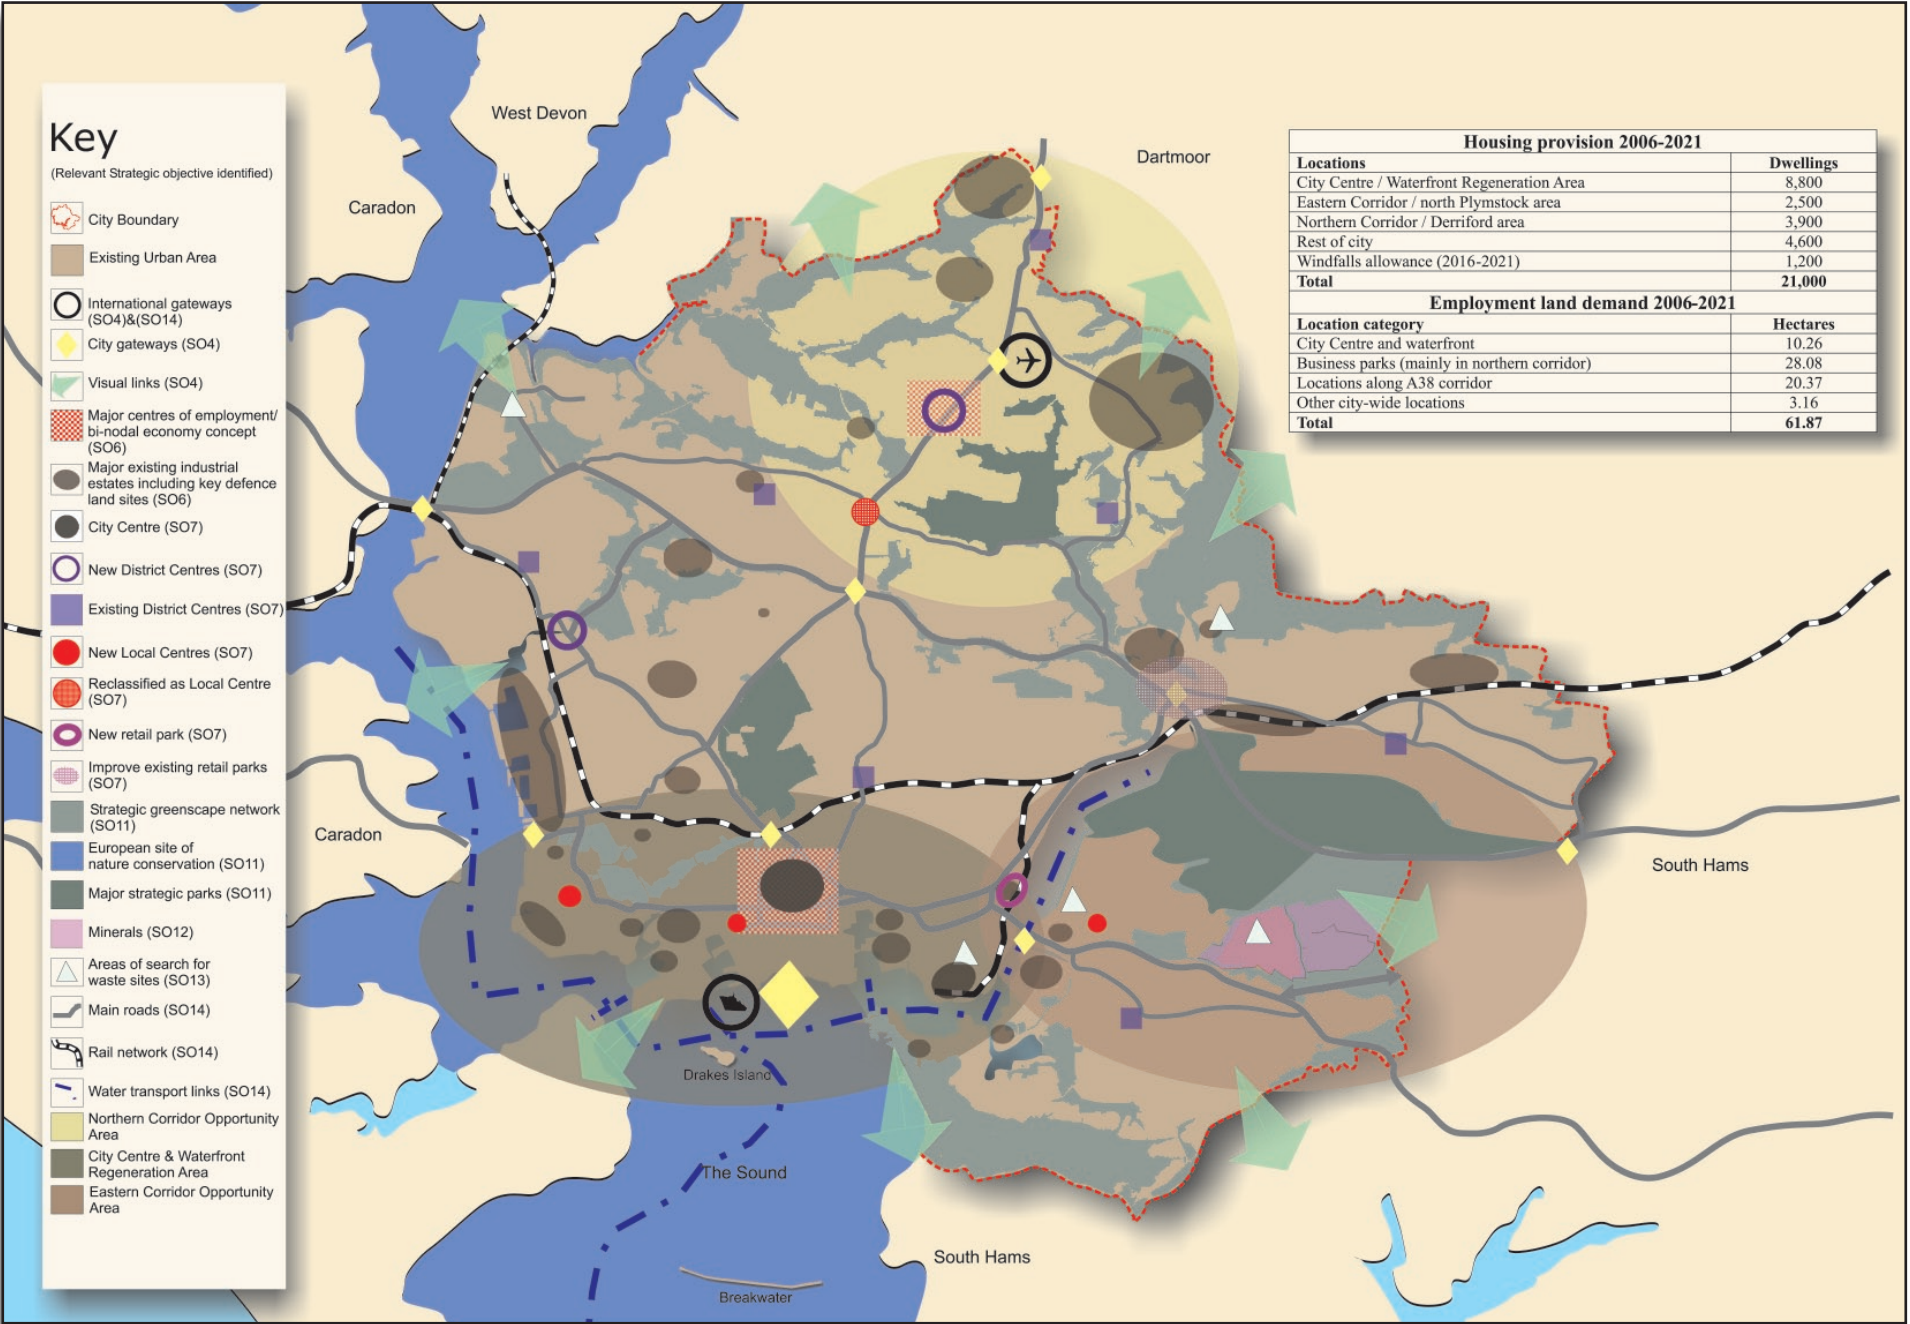 Key
(Relevant Strategic objective identified)
City Boundary
Existing Urban Area
International gateways
(SO4)&(SO14)
City gateways (SO4)
Visual links (SO4)
Major centres of employment/
bi-nodal economy concept
(SO6)
Major existing industrial
estates including key defence
land sites (SO6)
City Centre (SO7)
New District Centres (SO7)
Existing District Centres (SO7)
New Local Centres (SO7)
Reclassified as Local Centre
(SO7)
New retail park (SO7)
Improve existing retail parks
(SO7)
Strategic greenscape network
(SO11)
European site of
nature conservation (SO11)
Major strategic parks (SO11)
Minerals (SO12)
Areas of search for
waste sites (SO13)
Main roads (SO14)
Rail network (SO14)
Water transport links (SO14)
Northern Corridor Opportunity
Area
City Centre & Waterfront
Regeneration Area
Eastern Corridor Opportunity
Area
West Devon
Caradon
Dartmoor
Housing provision 2006-2021
Locations Dwellings
City Centre / Waterfront Regeneration Area 8,800
Eastern Corridor / north Plymstock area 2,500
Northern Corridor / Derriford area 3,900
Rest of city 4,600
Windfalls allowance (2016-2021) 1,200
Total 21,000
Employment land demand 2006-2021
Location category Hectares
City Centre and waterfront 10.26
Business parks (mainly in northern corridor) 28.08
Locations along A38 corridor 20.37
Other city-wide locations 3.16
Total 61.87
Caradon
South Hams
Drakes Island
The Sound
South Hams
Breakwater